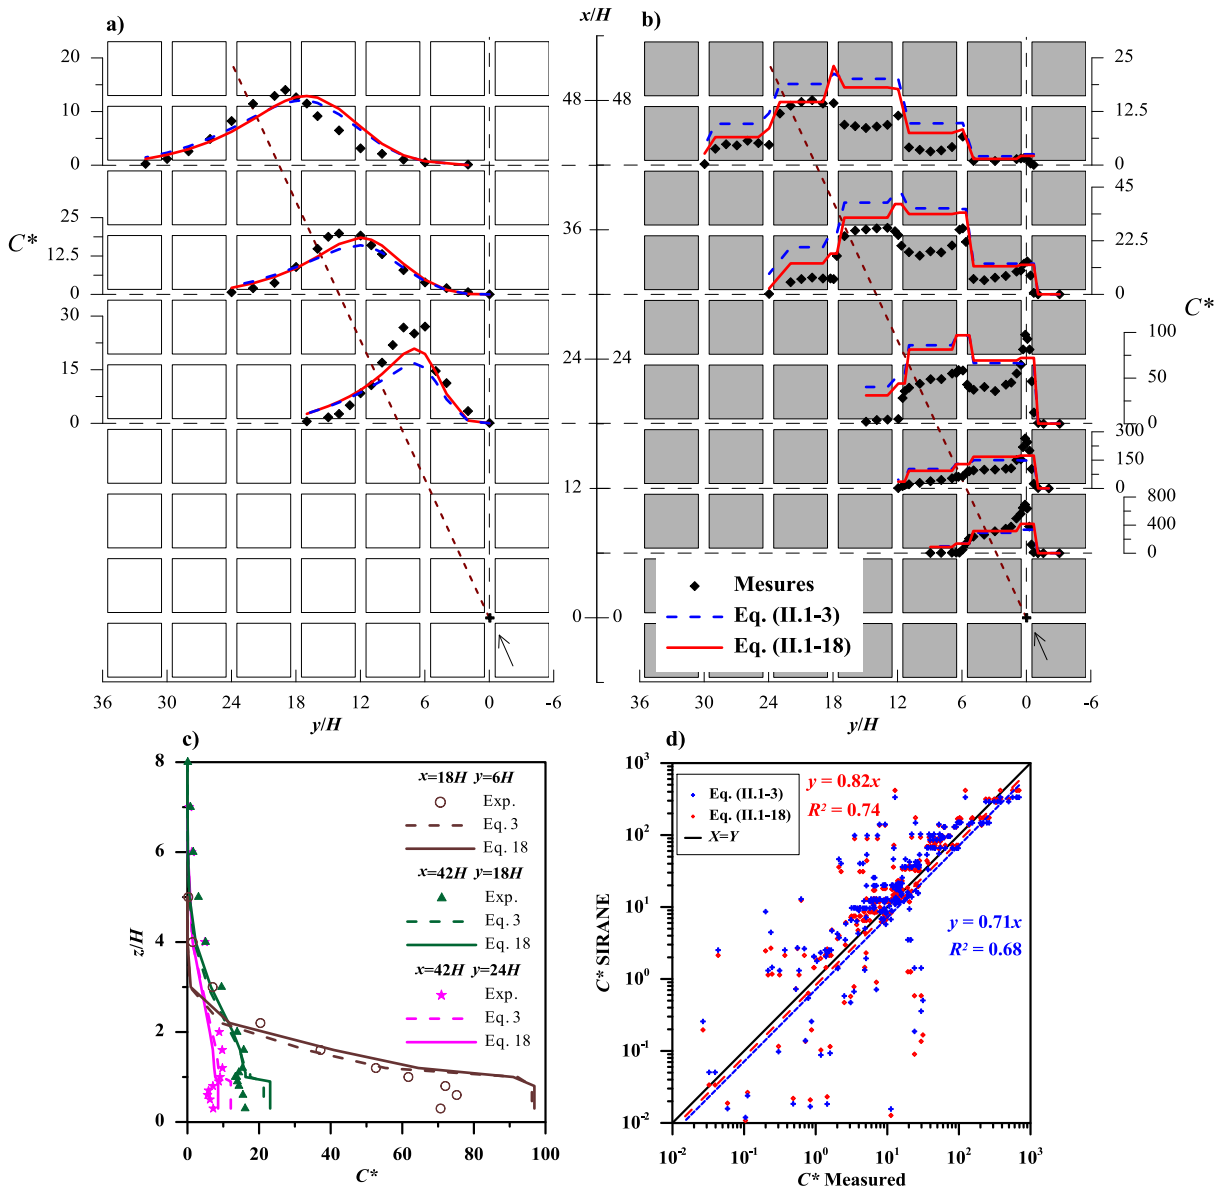 a)
x/H
b)
20
15
10
5
0
25
12.5
0
C*
30
15
0
48
48
36
24
24
12
0
0
25
12.5
0
45
22.5
0
C*
100
50
0
300
150
0
800
400
0
Mesures
Eq. (II.1-3)
Eq. (II.1-18)
36 30 24 18 12 6 0 -6
y/H
36 30 24 18 12 6 0 -6
y/H
c)
8
6
4
2
0
z/H
x=18H y=6H
Exp.
Eq. 3
Eq. 18
x=42H y=18H
Exp.
Eq. 3
Eq. 18
x=42H y=24H
Exp.
Eq. 3
Eq. 18
0 20 40 60 80 100
C*
d)
10³
10²
10¹
10⁰
10⁻¹
10⁻²
C* SIRANE
Eq. (II.1-3)
Eq. (II.1-18)
X=Y
y = 0.82x
R² = 0.74
y = 0.71x
R² = 0.68
10⁻² 10⁻¹ 10⁰ 10¹ 10² 10³
C* Measured